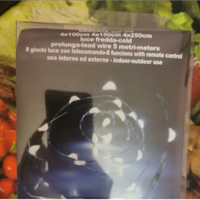 4x100cm 4x150cm 4x250cm
luce fredda-cold
prolunga-lead wire 5 metri-meters
8 giochi luce con telecomando-8 funcions with remote control
uso interno ed esterno - indoor-outdoor use